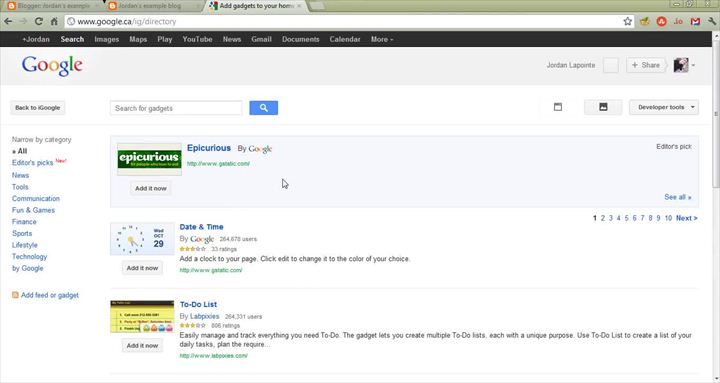 Blogger: Jordan's example
Jordan's example blog
Add gadgets to your home
www.google.ca/ig/directory
+Jordan Search Images Maps Play YouTube News Gmail Documents Calendar More
Google
Jordan Lapointe
+ Share
Back to iGoogle
Search for gadgets
Developer tools
Narrow by category
» All
Editor's picks New!
News
Tools
Communication
Fun & Games
Finance
Sports
Lifestyle
Technology
by Google
Add feed or gadget
epicurious
Epicurious By Google
Editor's pick
http://www.gstatic.com/
Add it now
See all »
1 2 3 4 5 6 7 8 9 10 Next >
Wed
OCT
29
Date & Time
By Google 264,678 users
33 ratings
Add a clock to your page. Click edit to change it to the color of your choice.
http://www.gstatic.com/
Add it now
To-Do List
By Labpixies 264,331 users
806 ratings
Easily manage and track everything you need To-Do. The gadget lets you create multiple To-Do lists, each with a unique purpose. Use To-Do List to create a list of your
daily tasks, plan the require...
http://www.labpixies.com/
Add it now